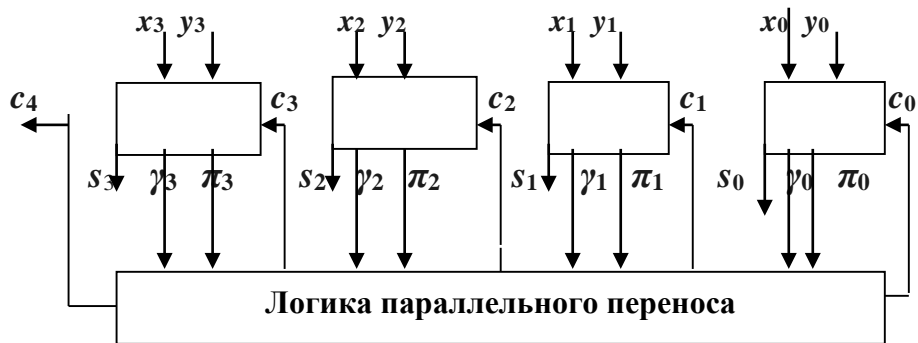 x₃ y₃ x₂ y₂ x₁ y₁ x₀ y₀
c₄ c₃ c₂ c₁ c₀
s₃ γ₃ π₃ s₂ γ₂ π₂ s₁ γ₁ π₁ s₀ γ₀ π₀
Логика параллельного переноса